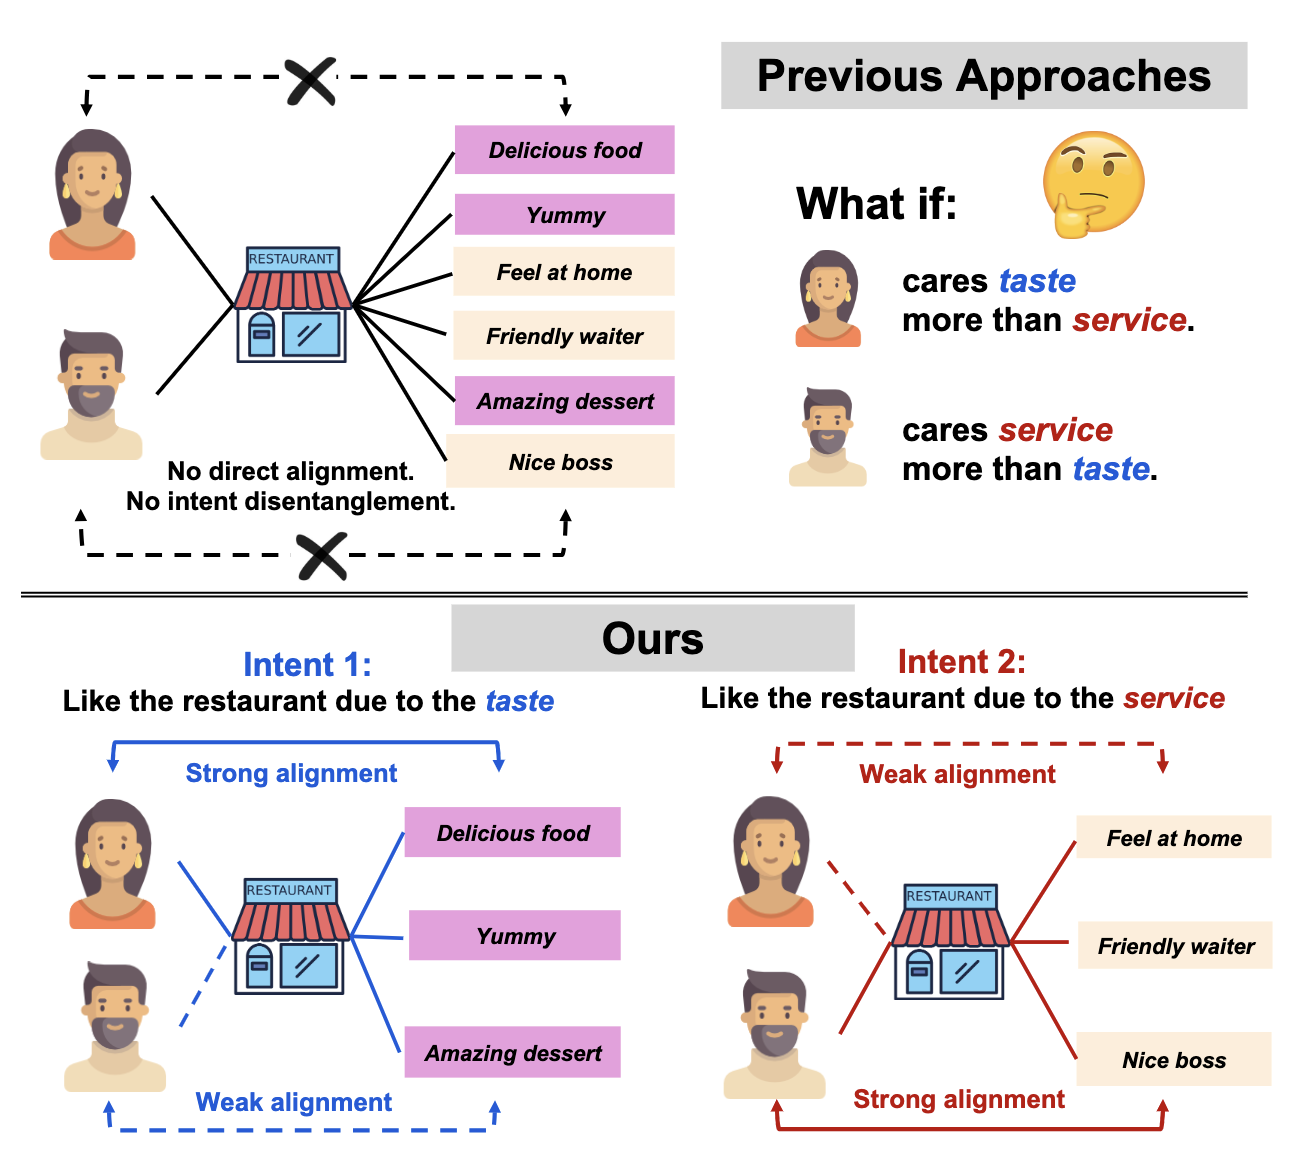 Previous Approaches
Delicious food
Yummy
Feel at home
Friendly waiter
Amazing dessert
Nice boss
RESTAURANT
No direct alignment.
No intent disentanglement.
What if:
cares taste
more than service.
cares service
more than taste.
Ours
Intent 1:
Like the restaurant due to the taste
Strong alignment
Delicious food
RESTAURANT
Yummy
Amazing dessert
Weak alignment
Intent 2:
Like the restaurant due to the service
Weak alignment
Feel at home
RESTAURANT
Friendly waiter
Nice boss
Strong alignment